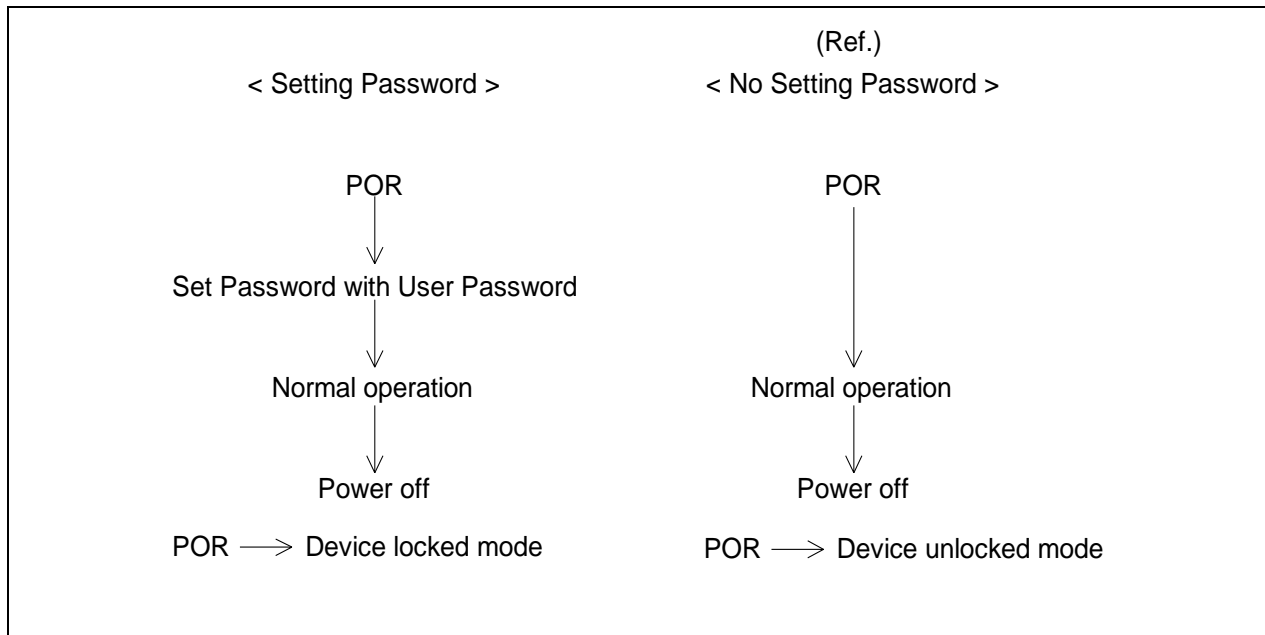 (Ref.)
< Setting Password >
< No Setting Password >
POR
POR
Set Password with User Password
Normal operation
Normal operation
Power off
Power off
POR
Device locked mode
POR
Device unlocked mode